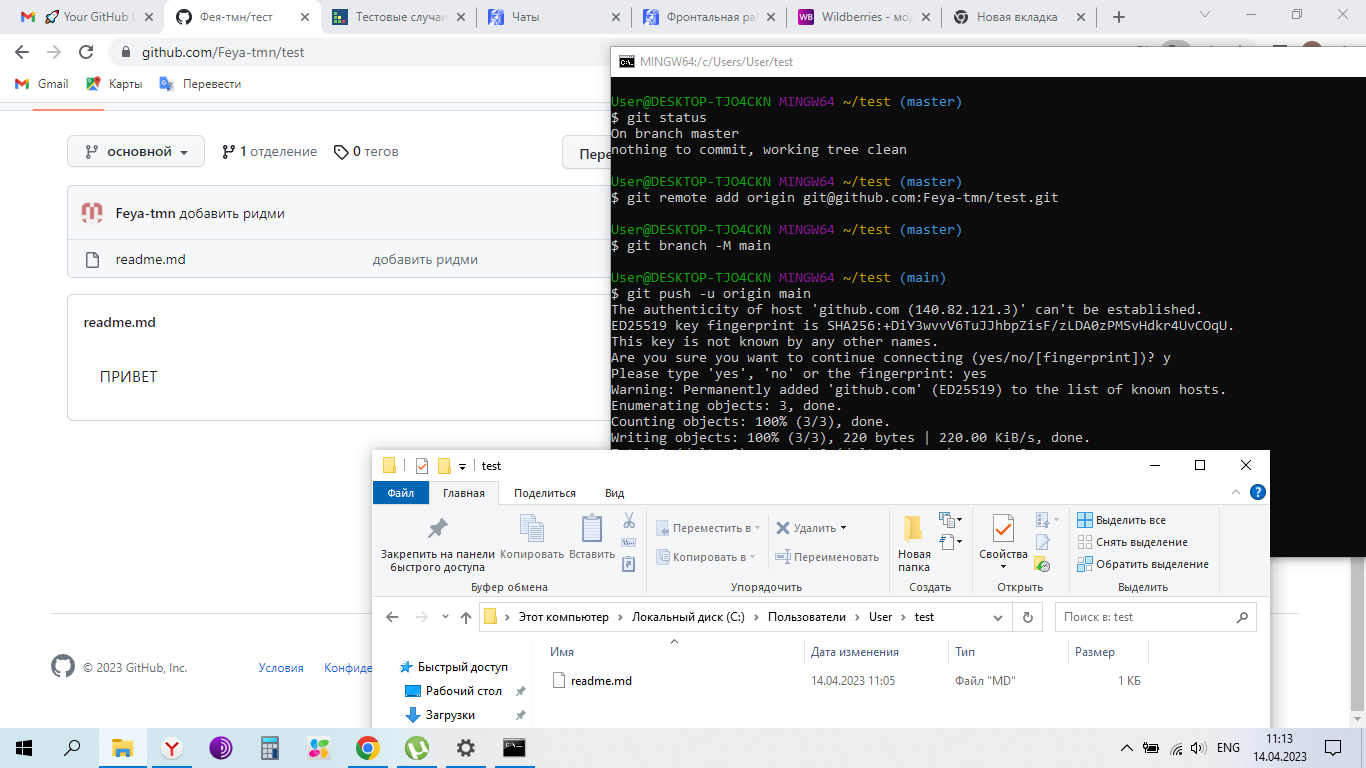 Your GitHub l
Фея-тмн/тест
Тестовые случаи
Чаты
Фронтальная ра
Wildberries - мод
Новая вкладка
github.com/Feya-tmn/test
Gmail
Карты
Перевести
MINGW64:/c/Users/User/test
основной
1 отделение
0 тегов
Пере
Feya-tmn добавить ридми
readme.md
добавить ридми
readme.md
ПРИВЕТ
User@DESKTOP-TJO4CKN MINGW64 ~/test (master)
$ git status
On branch master
nothing to commit, working tree clean
User@DESKTOP-TJO4CKN MINGW64 ~/test (master)
$ git remote add origin git@github.com:Feya-tmn/test.git
User@DESKTOP-TJO4CKN MINGW64 ~/test (master)
$ git branch -M main
User@DESKTOP-TJO4CKN MINGW64 ~/test (main)
$ git push -u origin main
The authenticity of host 'github.com (140.82.121.3)' can't be established.
ED25519 key fingerprint is SHA256:+DiY3wvvV6TuJJhbpZisF/zLDA0zPMSvHdkr4UvCOqU.
This key is not known by any other names.
Are you sure you want to continue connecting (yes/no/[fingerprint])? y
Please type 'yes', 'no' or the fingerprint: yes
Warning: Permanently added 'github.com' (ED25519) to the list of known hosts.
Enumerating objects: 3, done.
Counting objects: 100% (3/3), done.
Writing objects: 100% (3/3), 220 bytes | 220.00 KiB/s, done.
test
Файл
Главная
Поделиться
Вид
Закрепить на панели быстрого доступа
Копировать
Вставить
Буфер обмена
Переместить в
Копировать в
Удалить
Переименовать
Упорядочить
Новая папка
Создать
Свойства
Открыть
Выделить все
Снять выделение
Обратить выделение
Выделить
Этот компьютер
Локальный диск (C:)
Пользователи
User
test
Поиск в: test
Быстрый доступ
Рабочий стол
Загрузки
Имя
Дата изменения
Тип
Размер
readme.md
14.04.2023 11:05
Файл "MD"
1 КБ
© 2023 GitHub, Inc.
Условия
Конфиде
ENG
11:13
14.04.2023